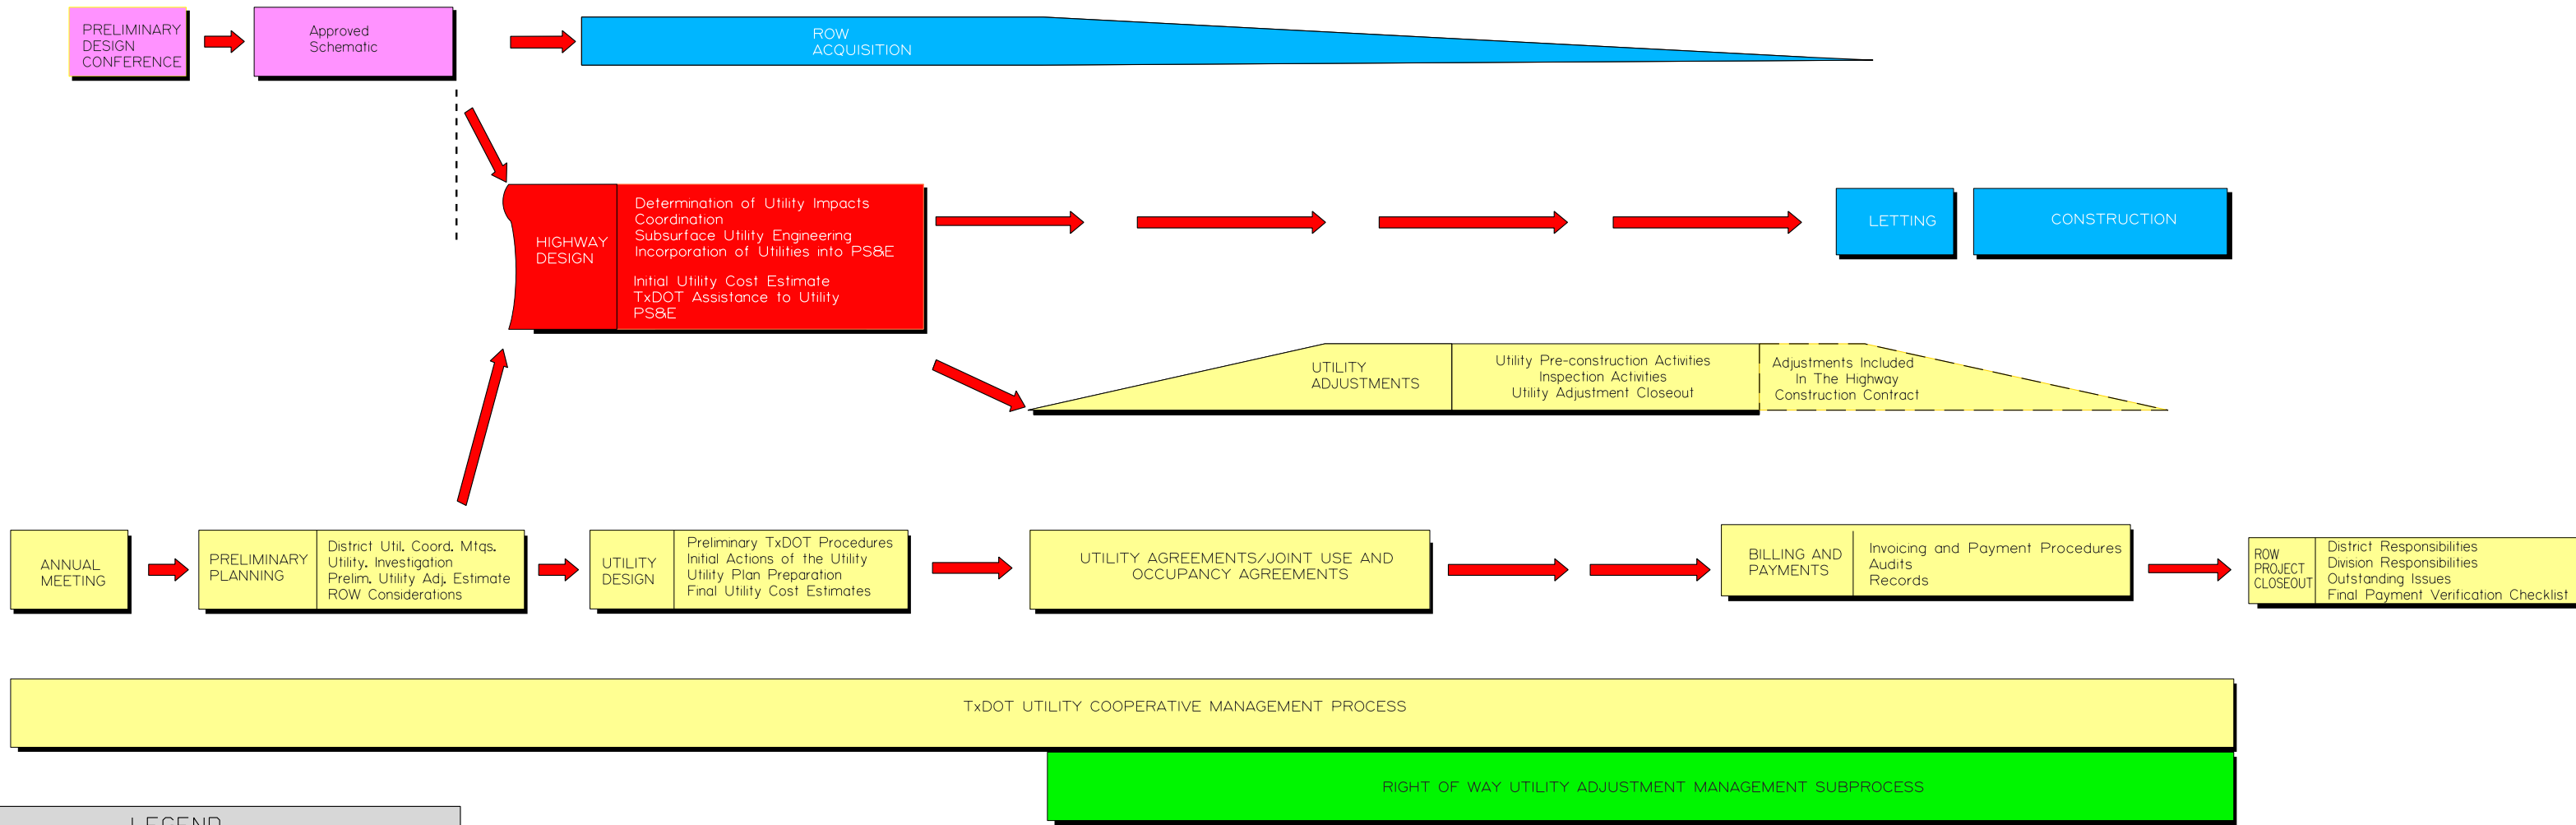 PRELIMINARY
DESIGN
CONFERENCE
Approved
Schematic
ROW
ACQUISITION
HIGHWAY
DESIGN
Determination of Utility Impacts
Coordination
Subsurface Utility Engineering
Incorporation of Utilities into PS&E
Initial Utility Cost Estimate
TxDOT Assistance to Utility
PS&E
LETTING
CONSTRUCTION
UTILITY
ADJUSTMENTS
Utility Pre-construction Activities
Inspection Activities
Utility Adjustment Closeout
Adjustments Included
In The Highway
Construction Contract
ANNUAL
MEETING
PRELIMINARY
PLANNING
District Util. Coord. Mtgs.
Utility. Investigation
Prelim. Utility Adj. Estimate
ROW Considerations
UTILITY
DESIGN
Preliminary TxDOT Procedures
Initial Actions of the Utility
Utility Plan Preparation
Final Utility Cost Estimates
UTILITY AGREEMENTS/JOINT USE AND
OCCUPANCY AGREEMENTS
BILLING AND
PAYMENTS
Invoicing and Payment Procedures
Audits
Records
ROW
PROJECT
CLOSEOUT
District Responsibilities
Division Responsibilities
Outstanding Issues
Final Payment Verification Checklist
TxDOT UTILITY COOPERATIVE MANAGEMENT PROCESS
RIGHT OF WAY UTILITY ADJUSTMENT MANAGEMENT SUBPROCESS
LEGEND